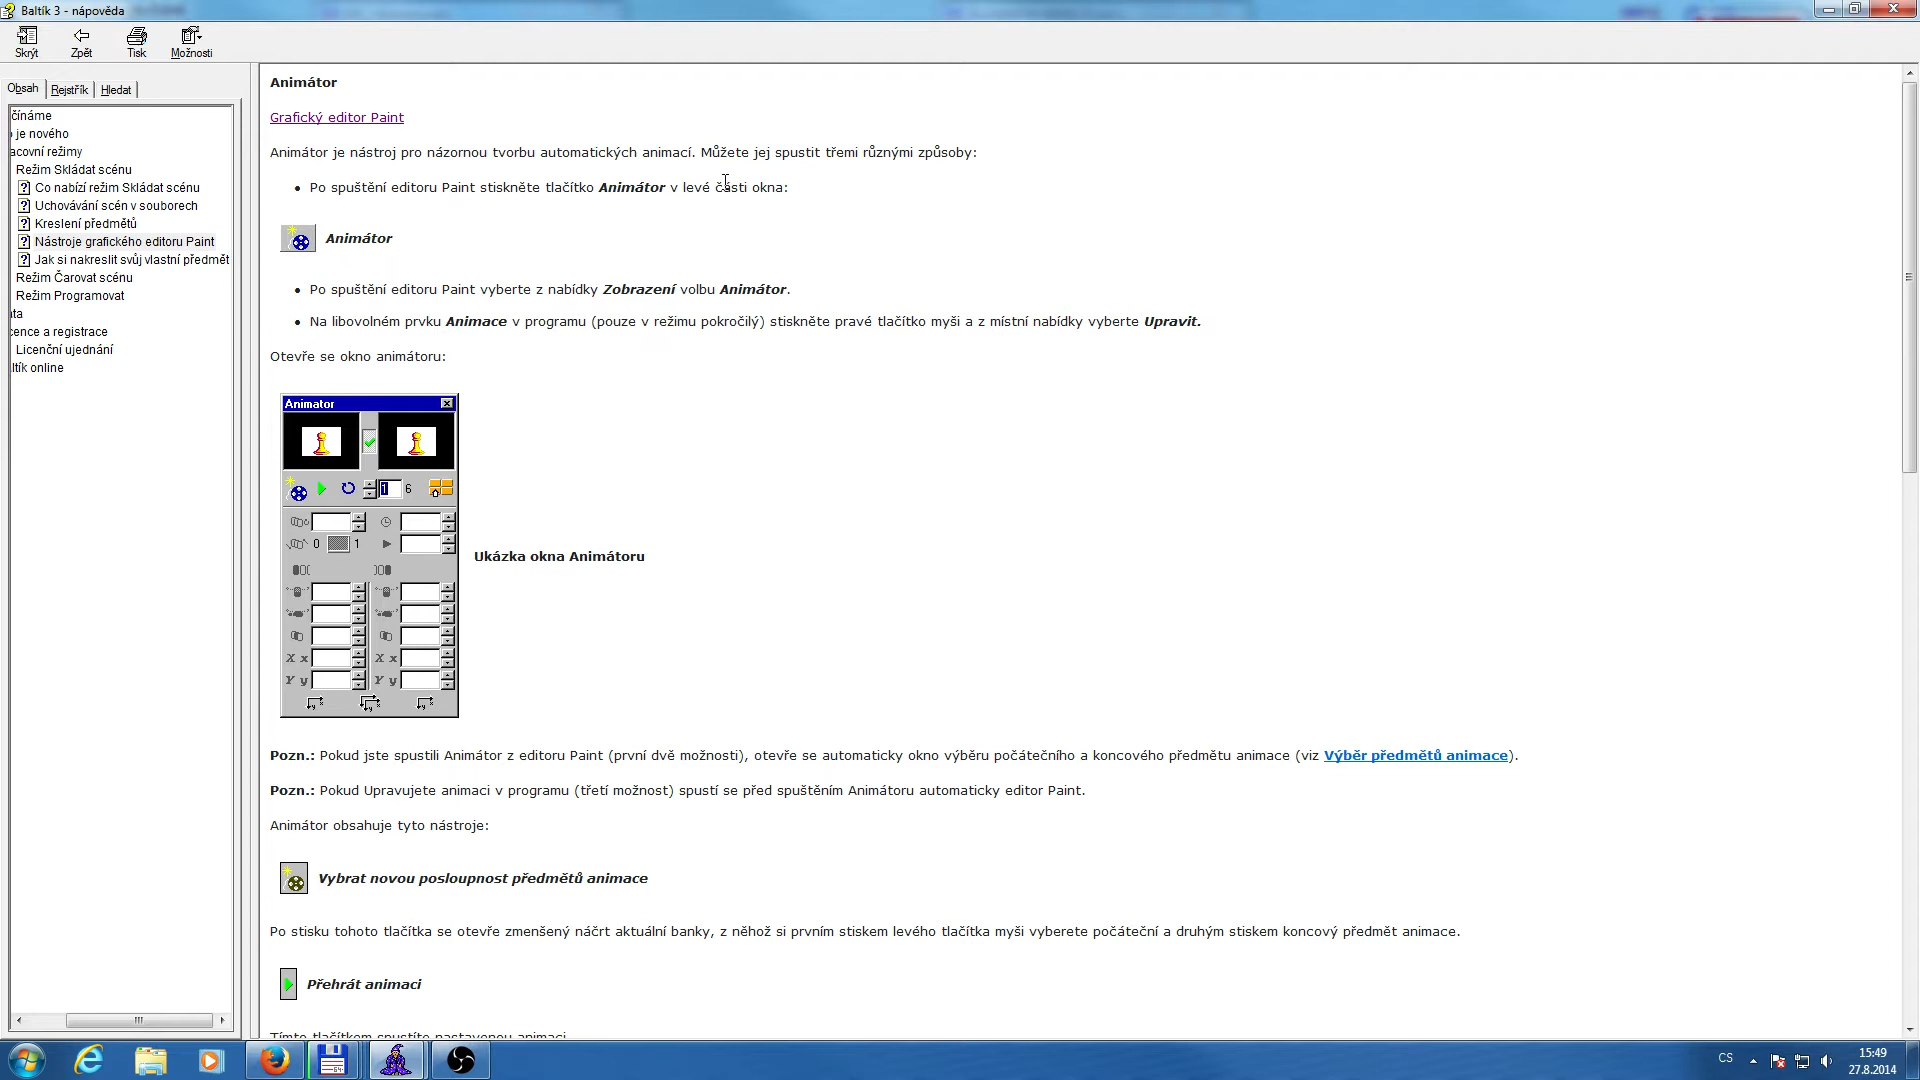 Baltík 3 - nápověda
Skrýt
Zpět
Tisk
Možnosti
Obsah
Rejstřík
Hledat
čínáme
je nového
acovní režimy
Režim Skládat scénu
Co nabízí režim Skládat scénu
Uchovávání scén v souborech
Kreslení předmětů
Nástroje grafického editoru Paint
Jak si nakreslit svůj vlastní předmět
Režim Čarovat scénu
Režim Programovat
ta
cence a registrace
Licenční ujednání
ltík online
Animátor
Grafický editor Paint
Animátor je nástroj pro názornou tvorbu automatických animací. Můžete jej spustit třemi různými způsoby:
Po spuštění editoru Paint stiskněte tlačítko Animátor v levé části okna:
Animátor
Po spuštění editoru Paint vyberte z nabídky Zobrazení volbu Animátor.
Na libovolném prvku Animace v programu (pouze v režimu pokročilý) stiskněte pravé tlačítko myši a z místní nabídky vyberte Upravit.
Otevře se okno animátoru:
Animator
1 6
0 1
X x X x
Y y Y y
Ukázka okna Animátoru
Pozn.: Pokud jste spustili Animátor z editoru Paint (první dvě možnosti), otevře se automaticky okno výběru počátečního a koncového předmětu animace (viz Výběr předmětů animace).
Pozn.: Pokud Upravujete animaci v programu (třetí možnost) spustí se před spuštěním Animátoru automaticky editor Paint.
Animátor obsahuje tyto nástroje:
Vybrat novou posloupnost předmětů animace
Po stisku tohoto tlačítka se otevře zmenšený náčrt aktuální banky, z něhož si prvním stiskem levého tlačítka myši vyberete počáteční a druhým stiskem koncový předmět animace.
Přehrát animaci
Tímto tlačítkem spustíte nastavenou animaci.
CS
15:49
27.8.2014